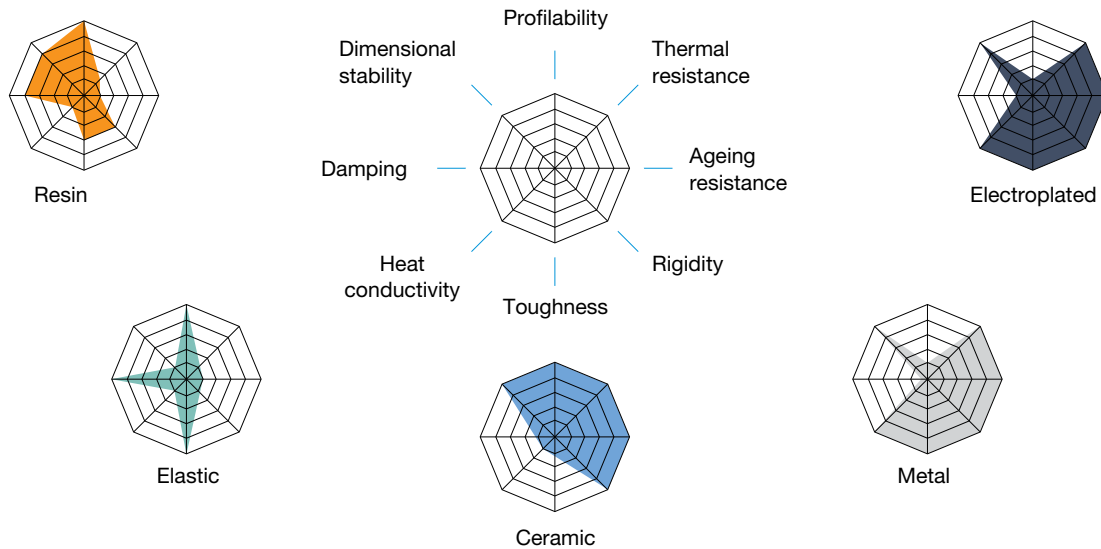 Profilability
Dimensional
stability
Thermal
resistance
Damping
Ageing
resistance
Resin
Electroplated
Heat
conductivity
Rigidity
Toughness
Elastic
Metal
Ceramic